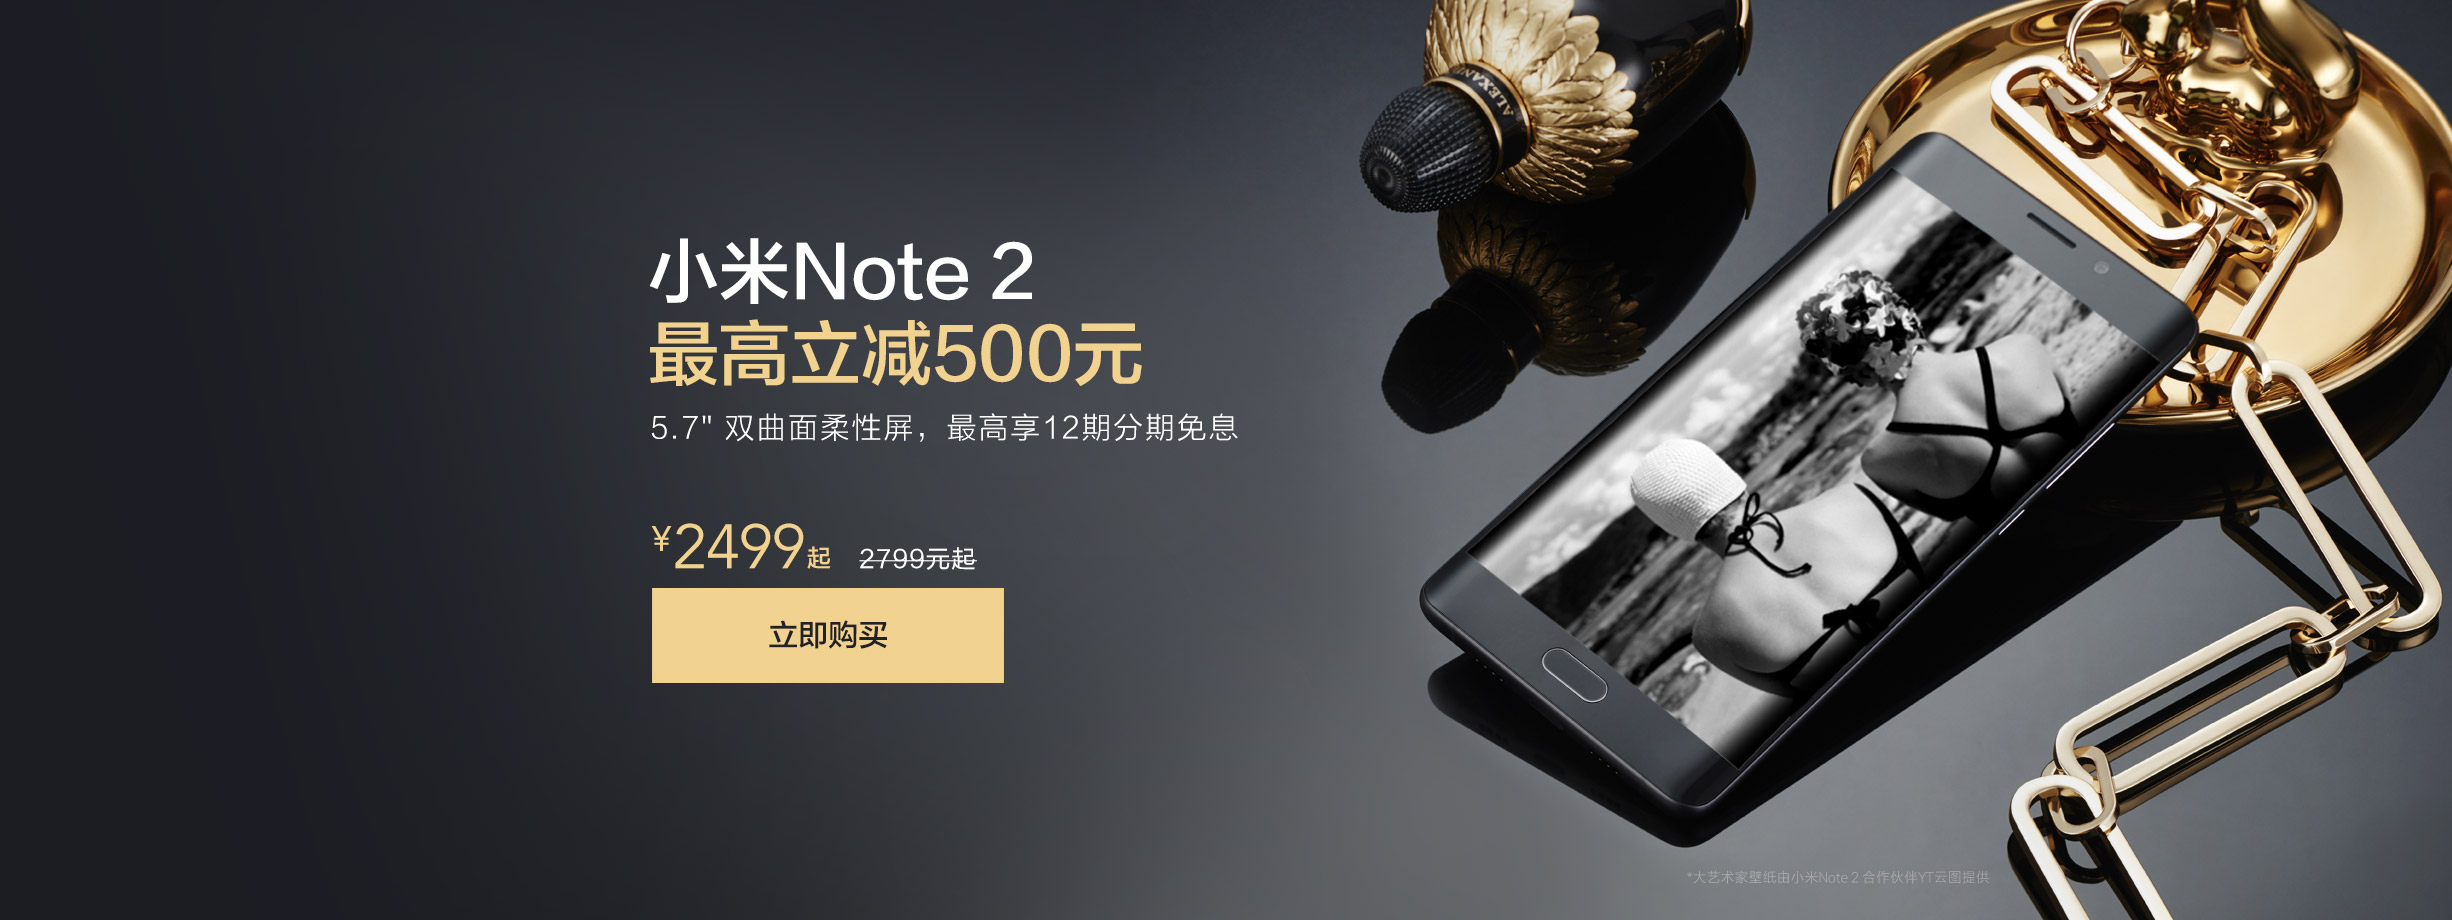 小米Note 2
最高立减500元
5.7" 双曲面柔性屏，最高享12期分期免息
¥2499起 2799元起
立即购买
*大艺术家壁纸由小米Note 2 合作伙伴YT云图提供